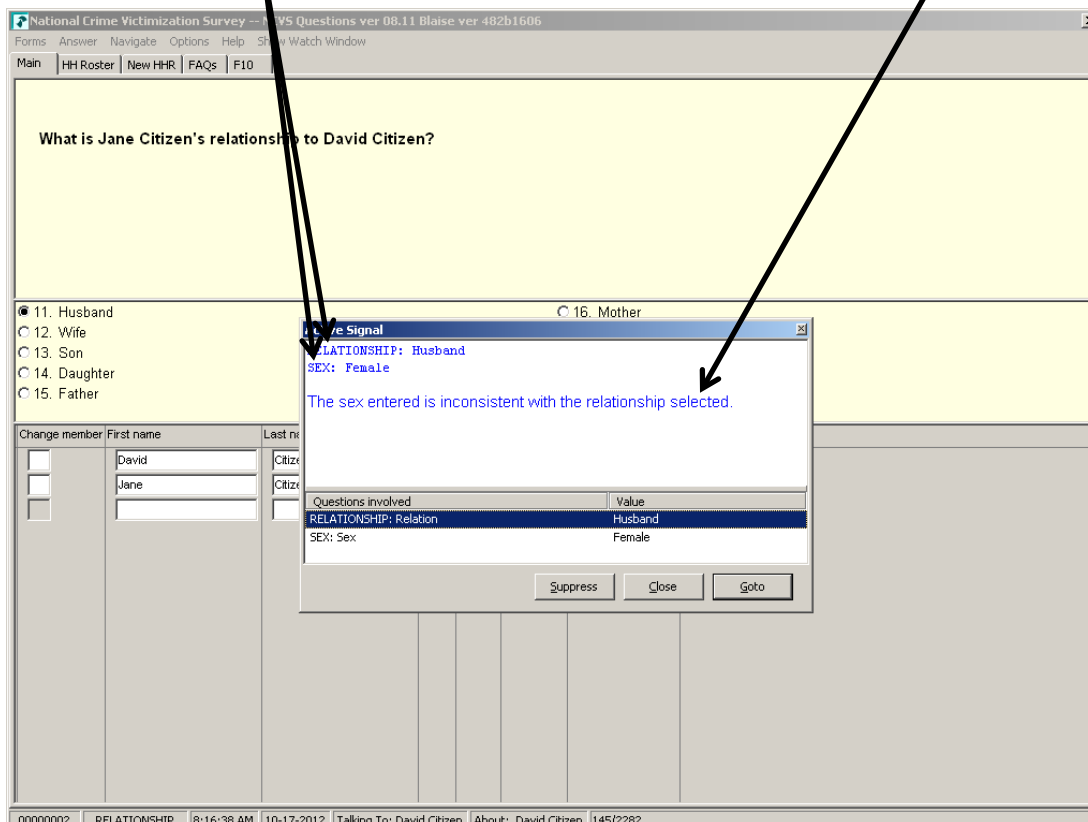 National Crime Victimization Survey -- NCVS Questions ver 08.11 Blaise ver 482b1606
Forms Answer Navigate Options Help Show Watch Window
Main HH Roster New HHR FAQs F10
What is Jane Citizen's relationship to David Citizen?
11. Husband
12. Wife
13. Son
14. Daughter
15. Father
16. Mother
Active Signal
RELATIONSHIP: Husband
SEX: Female
The sex entered is inconsistent with the relationship selected.
Questions involved Value
RELATIONSHIP: Relation Husband
SEX: Sex Female
Suppress Close Goto
Change member First name Last na
David Citize
Jane Citize
00000002 RELATIONSHIP 8:16:38 AM 10-17-2012 Talking To: David Citizen About: David Citizen 145/2282